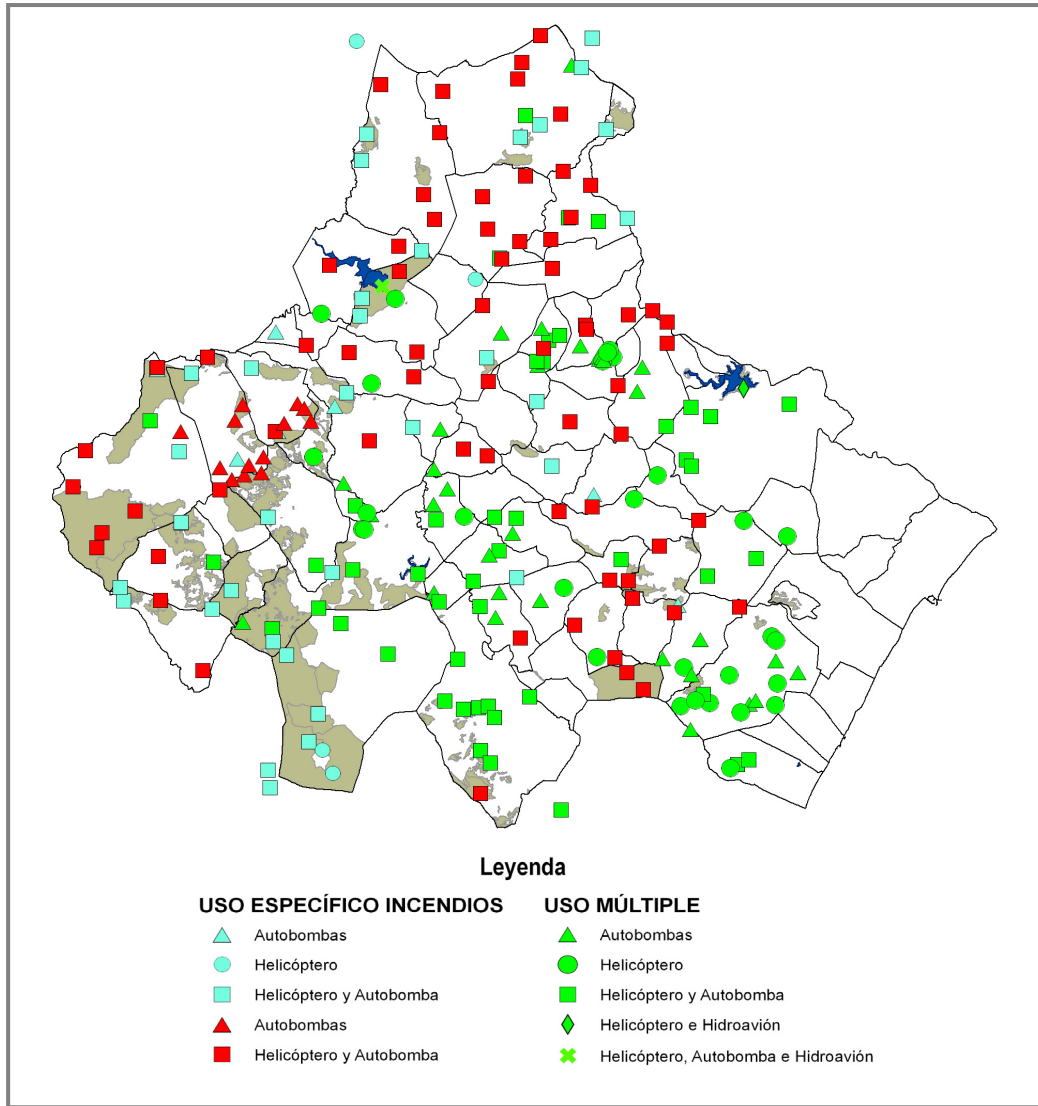 Leyenda
USO ESPECÍFICO INCENDIOS
Autobombas
Helicóptero
Helicóptero y Autobomba
Autobombas
Helicóptero y Autobomba
USO MÚLTIPLE
Autobombas
Helicóptero
Helicóptero y Autobomba
Helicóptero e Hidroavión
Helicóptero, Autobomba e Hidroavión